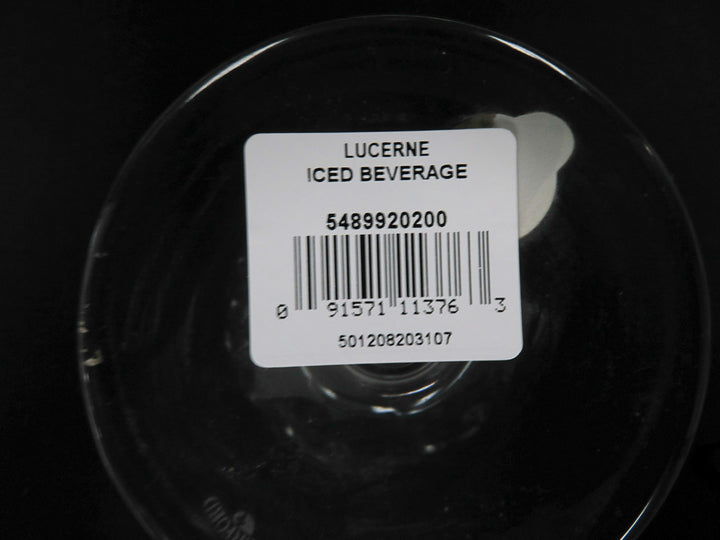 LUCERNE
ICED BEVERAGE
5489920200
0 91571 11376 3
501208203107